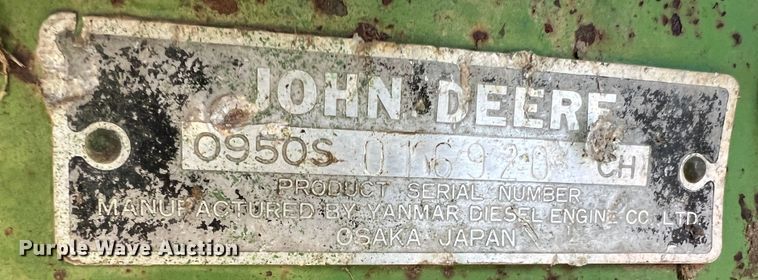 JOHN DEERE
0950S 016920 CH
PRODUCT SERIAL NUMBER
MANUFACTURED BY YANMAR DIESEL ENGINE CO. LTD.
OSAKA JAPAN
Purple Wave Auction